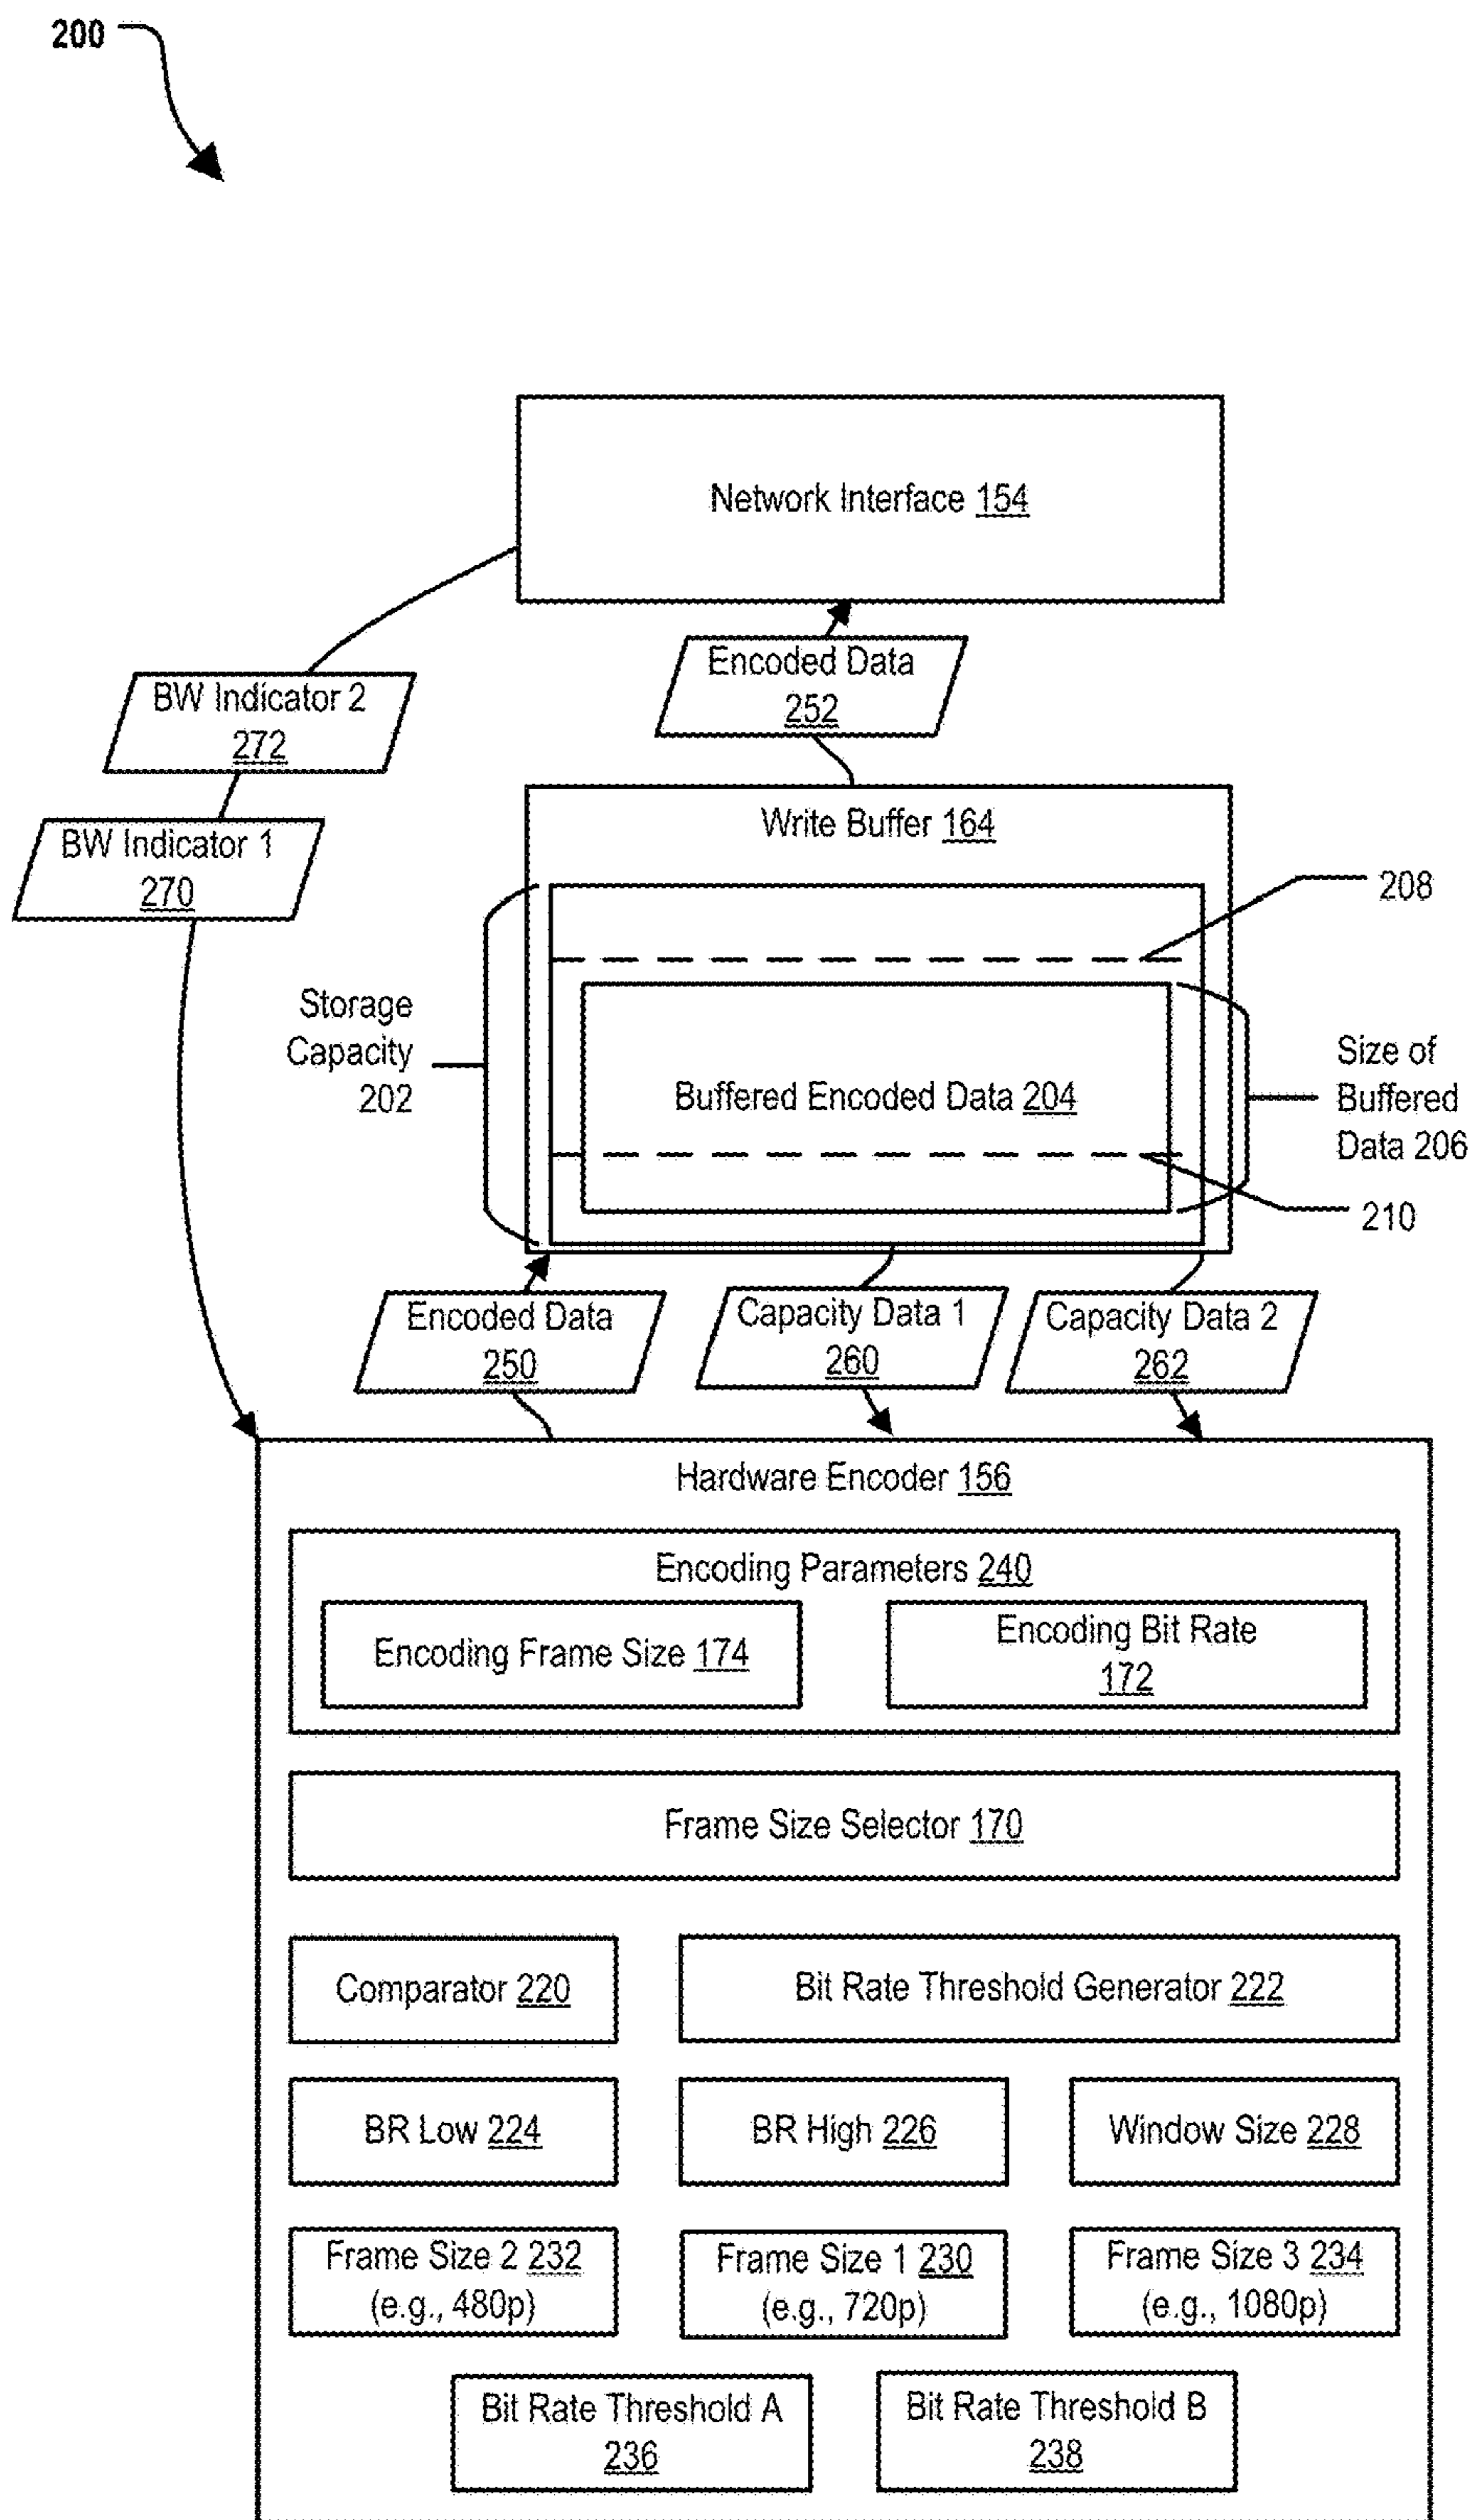 200
Network Interface 154
Encoded Data
252
BW Indicator 2
272
BW Indicator 1
270
Write Buffer 164
208
Storage
Capacity
202
Buffered Encoded Data 204
Size of
Buffered
Data 206
210
Encoded Data
250
Capacity Data 1
260
Capacity Data 2
262
Hardware Encoder 156
Encoding Parameters 240
Encoding Frame Size 174
Encoding Bit Rate
172
Frame Size Selector 170
Comparator 220
Bit Rate Threshold Generator 222
BR Low 224
BR High 226
Window Size 228
Frame Size 2 232
(e.g., 480p)
Frame Size 1 230
(e.g., 720p)
Frame Size 3 234
(e.g., 1080p)
Bit Rate Threshold A
236
Bit Rate Threshold B
238